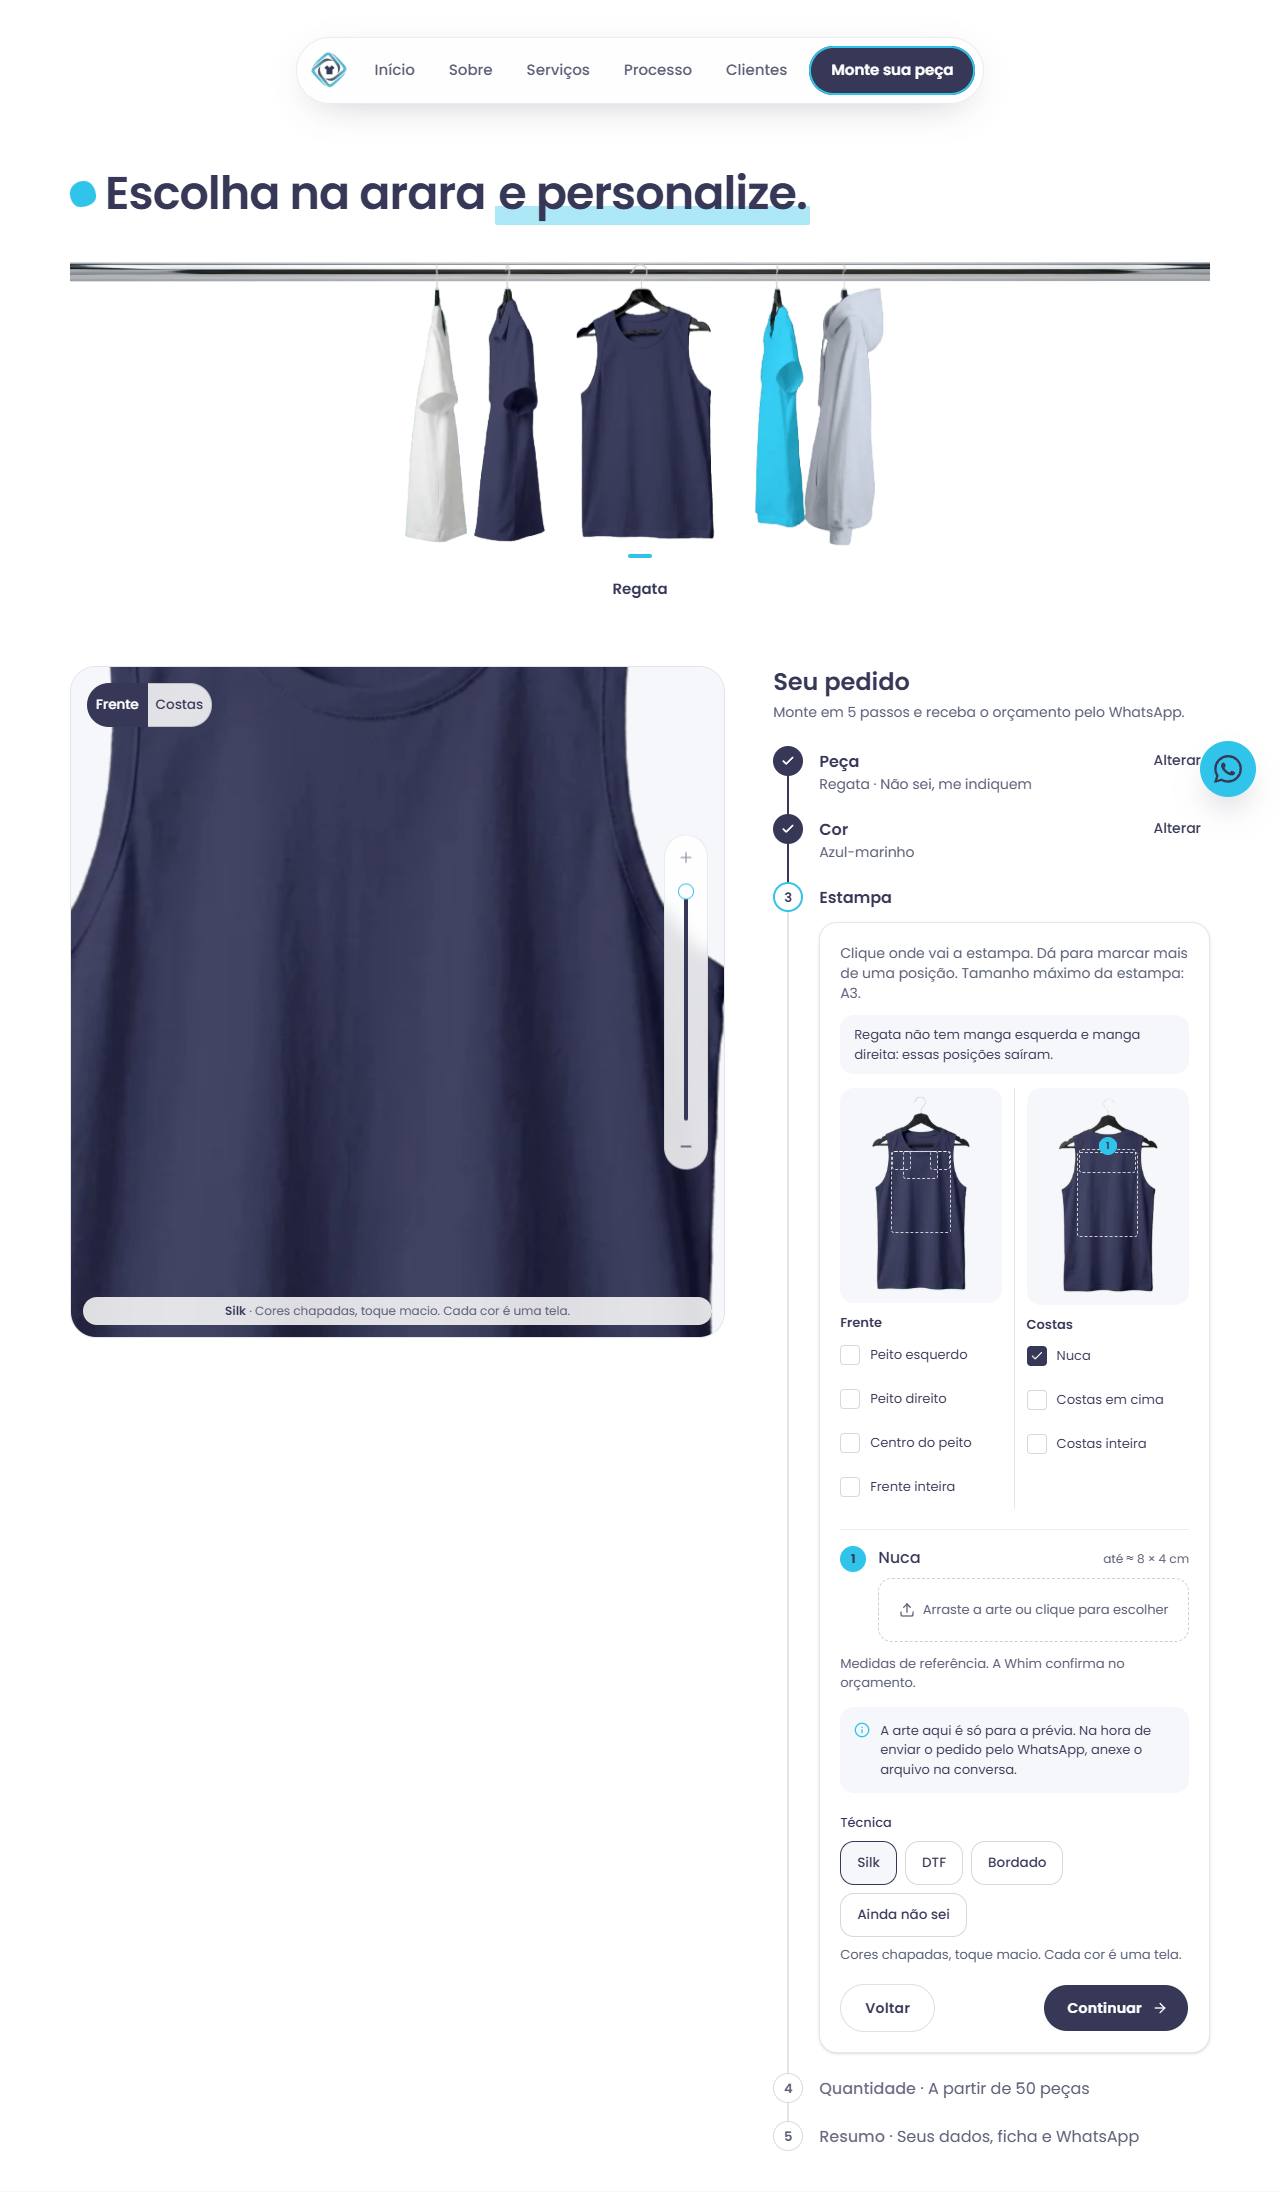 Início
Sobre
Serviços
Processo
Clientes
Monte sua peça
Escolha na arara e personalize.
Regata
Frente
Costas
Silk · Cores chapadas, toque macio. Cada cor é uma tela.
Seu pedido
Monte em 5 passos e receba o orçamento pelo WhatsApp.
Peça
Alterar
Regata · Não sei, me indiquem
Cor
Alterar
Azul-marinho
3
Estampa
Clique onde vai a estampa. Dá para marcar mais
de uma posição. Tamanho máximo da estampa:
A3.
Regata não tem manga esquerda e manga
direita: essas posições saíram.
1
Frente
Peito esquerdo
Peito direito
Centro do peito
Frente inteira
Costas
Nuca
Costas em cima
Costas inteira
1
Nuca
até ≈ 8 × 4 cm
Arraste a arte ou clique para escolher
Medidas de referência. A Whim confirma no
orçamento.
A arte aqui é só para a prévia. Na hora de
enviar o pedido pelo WhatsApp, anexe o
arquivo na conversa.
Técnica
Silk
DTF
Bordado
Ainda não sei
Cores chapadas, toque macio. Cada cor é uma tela.
Voltar
Continuar
4
Quantidade · A partir de 50 peças
5
Resumo · Seus dados, ficha e WhatsApp